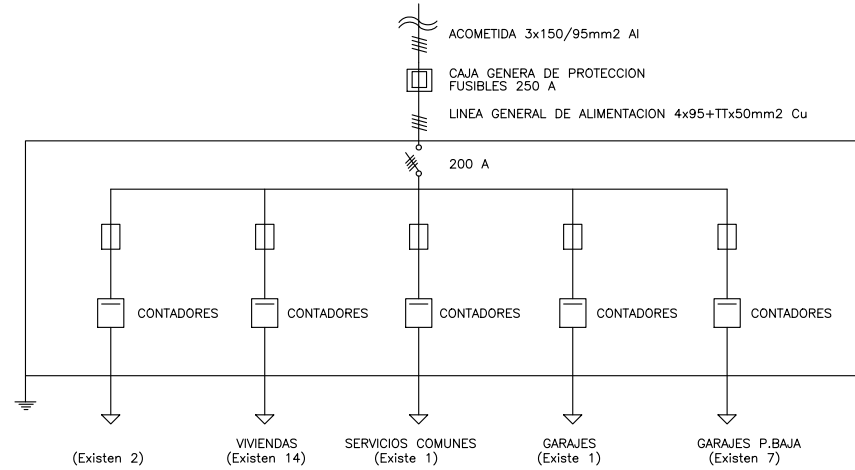 ACOMETIDA 3x150/95mm2 Al
CAJA GENERA DE PROTECCION
FUSIBLES 250 A
LINEA GENERAL DE ALIMENTACION 4x95+TTx50mm2 Cu
200 A
CONTADORES
CONTADORES
CONTADORES
CONTADORES
CONTADORES
(Existen 2)
VIVIENDAS
(Existen 14)
SERVICIOS COMUNES
(Existe 1)
GARAJES
(Existe 1)
GARAJES P.BAJA
(Existen 7)